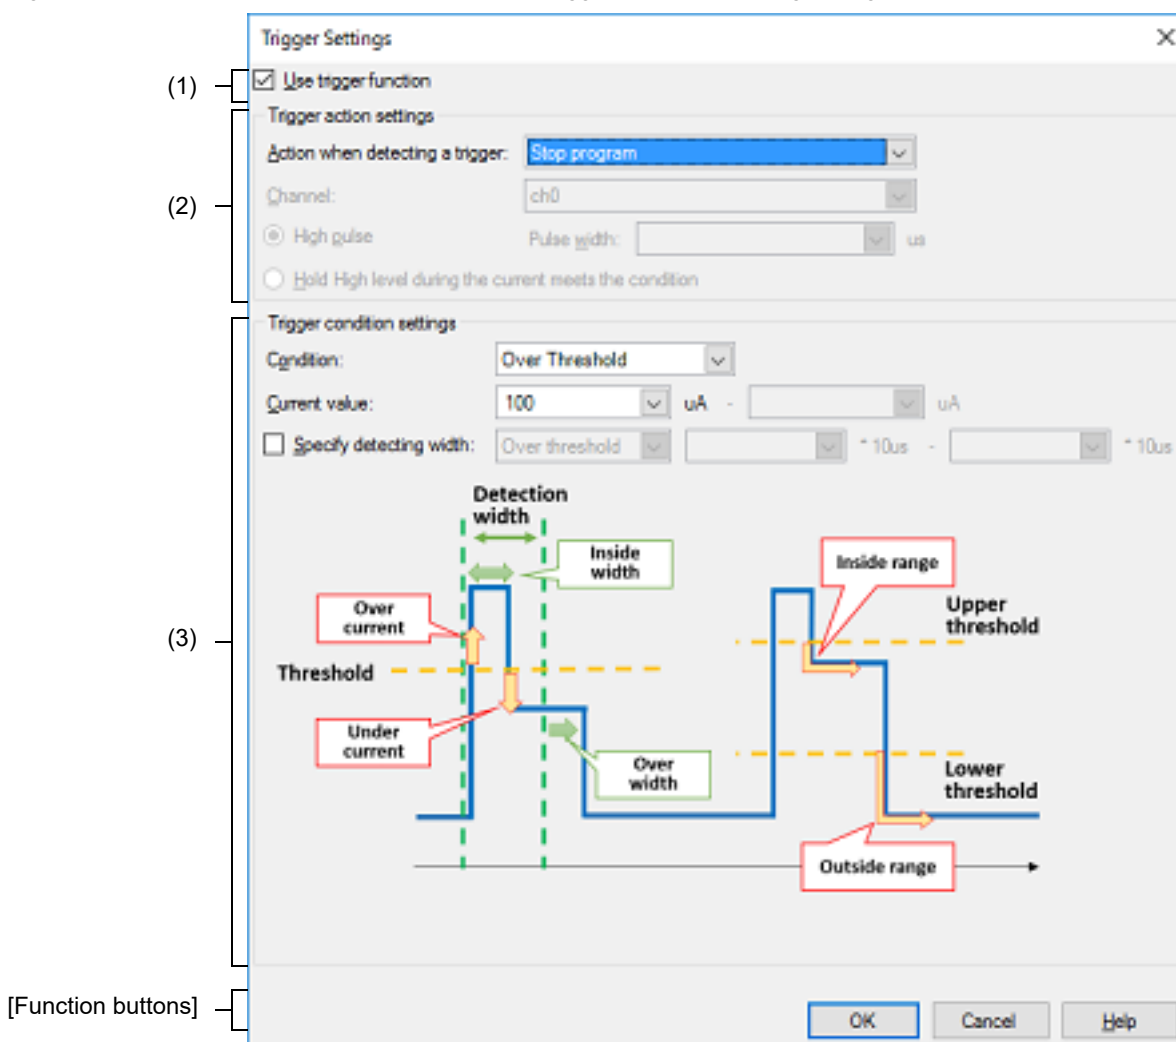 Trigger Settings
(1)
Use trigger function
Trigger action settings
Action when detecting a trigger: Stop program
(2)
Channel: ch0
High pulse Pulse width: us
Hold High level during the current meets the condition
Trigger condition settings
Condition: Over Threshold
Current value: 100 uA - uA
Specify detecting width: Over threshold * 10us - * 10us
Detection
width
Inside
width
Inside range
Over
current
Upper
threshold
(3)
Threshold
Under
current
Over
width
Lower
threshold
Outside range
[Function buttons]
OK Cancel Help